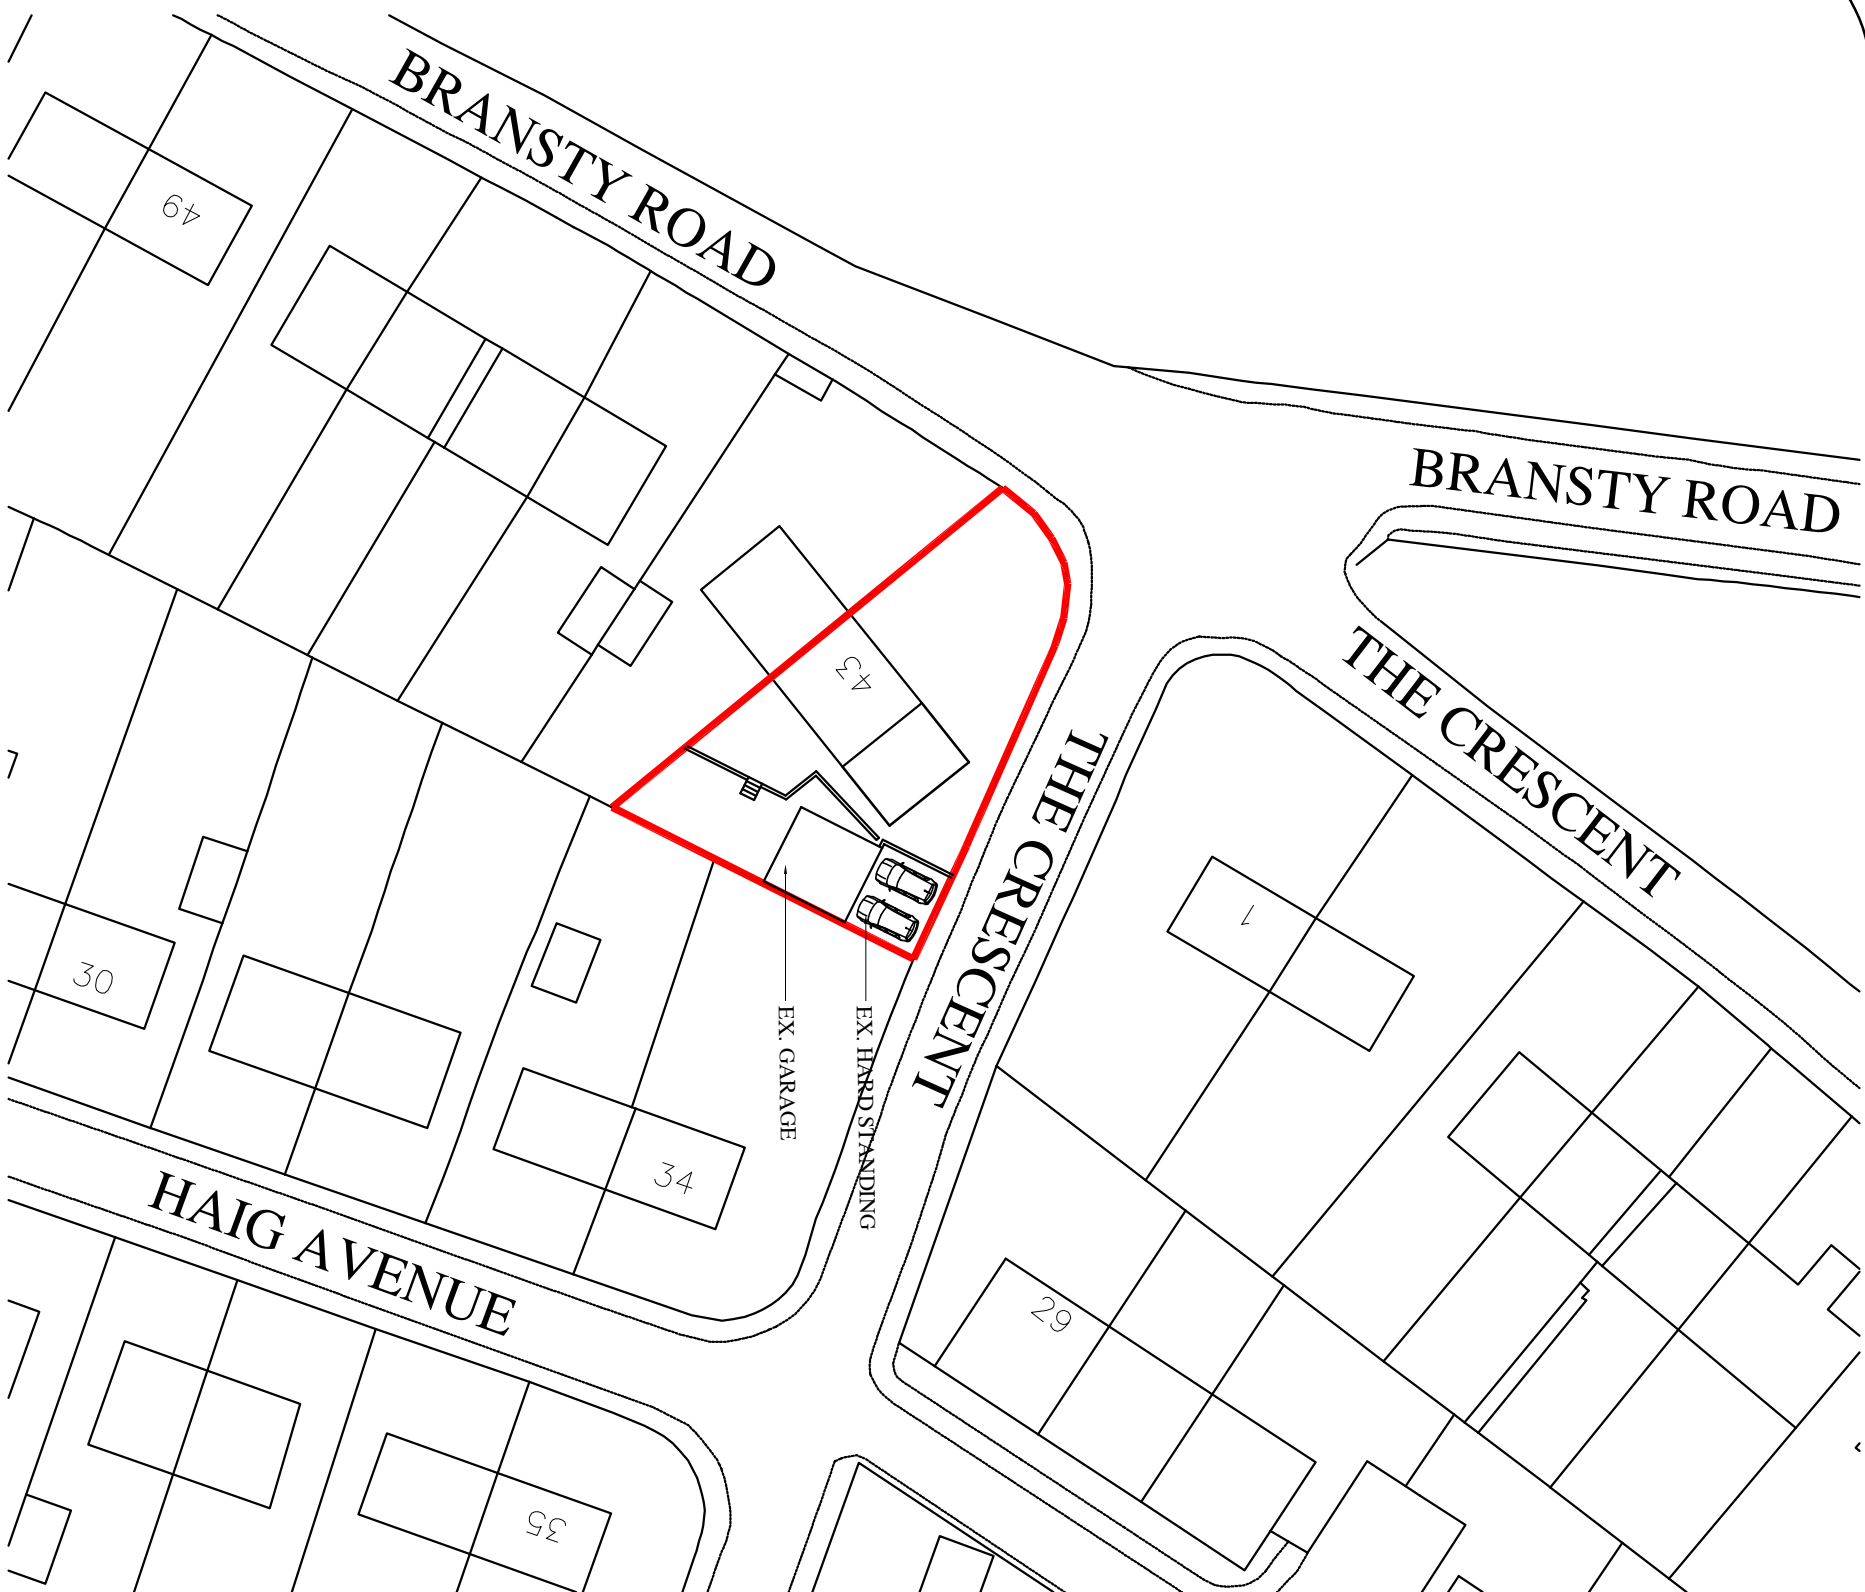 BRANSTY ROAD
49
BRANSTY ROAD
THE CRESCENT
43
THE CRESCENT
1
30
EX. GARAGE
EX. HARD STANDING
34
HAIG AVENUE
29
35